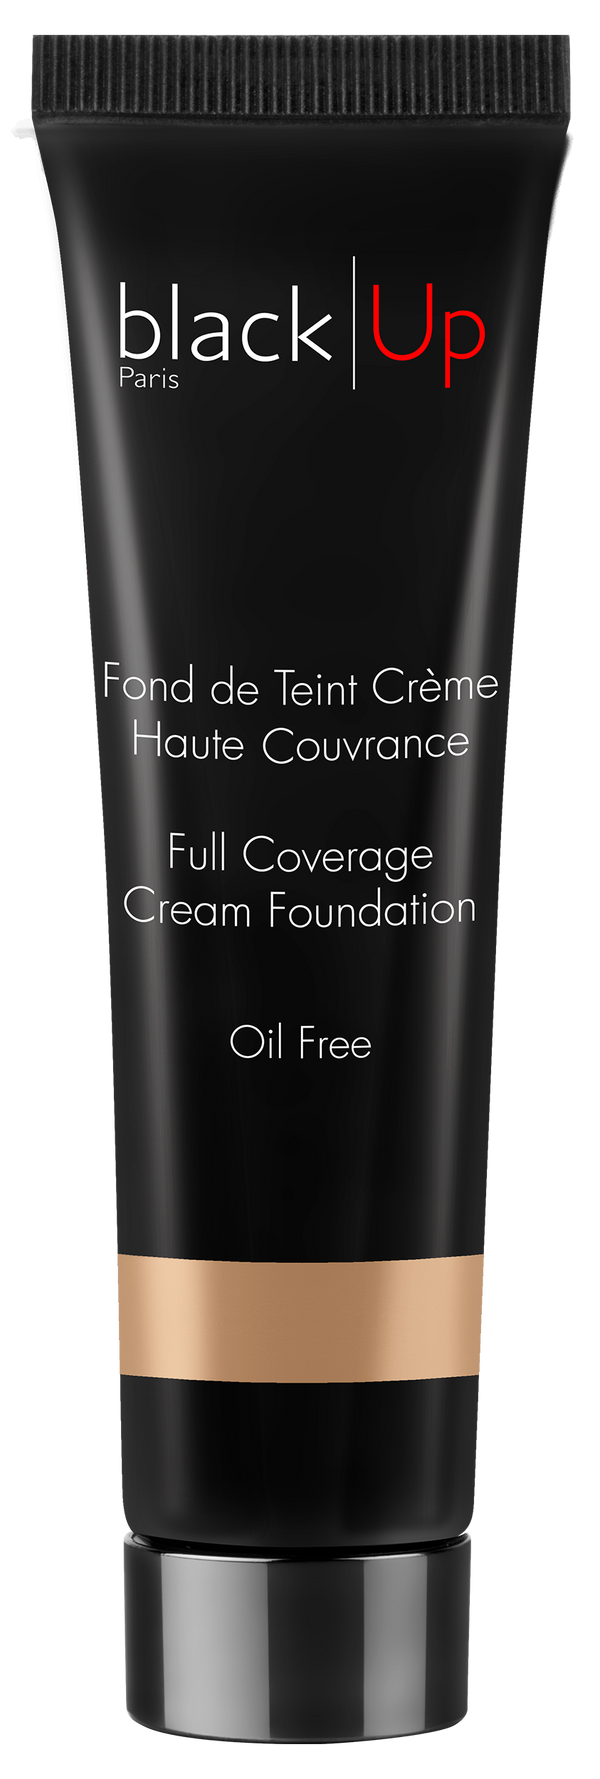 black|Up
Paris
Fond de Teint Crème
Haute Couvrance
Full Coverage
Cream Foundation
Oil Free